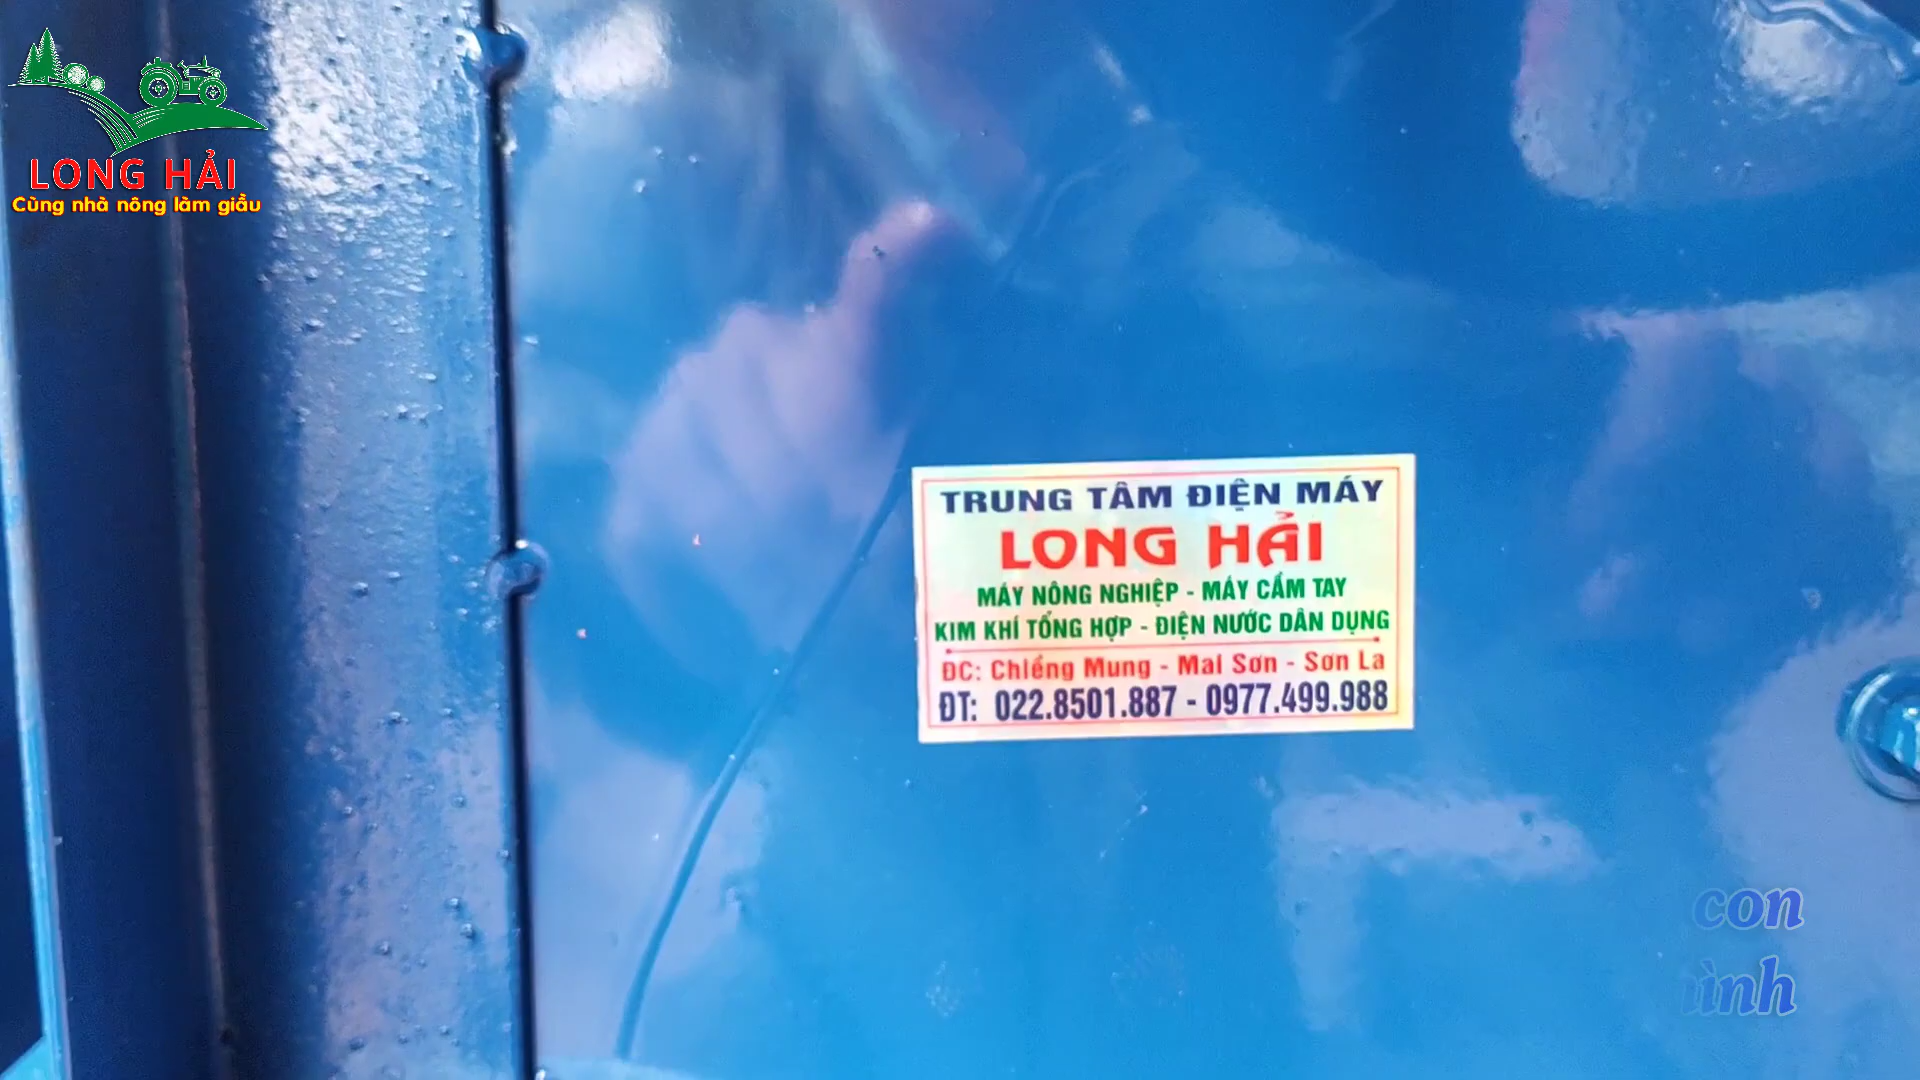 LONG HẢI
Cùng nhà nông làm giầu
TRUNG TÂM ĐIỆN MÁY
LONG HẢI
MÁY NÔNG NGHIỆP - MÁY CẦM TAY
KIM KHÍ TỔNG HỢP - ĐIỆN NƯỚC DÂN DỤNG
ĐC: Chiềng Mung - Mai Sơn - Sơn La
ĐT: 022.8501.887 - 0977.499.988
con